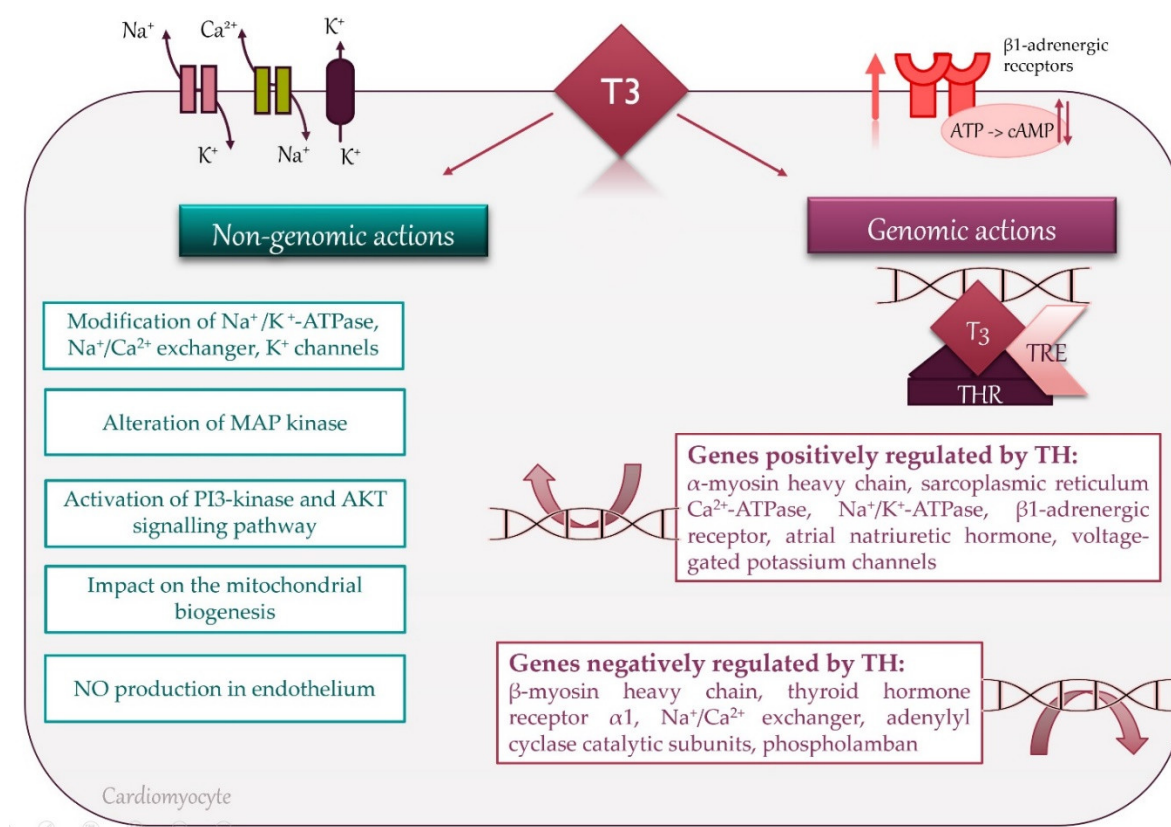 Na⁺
Ca²⁺
K⁺
K⁺
Na⁺
K⁺
T3
β1-adrenergic
receptors
ATP -> cAMP
Non-genomic actions
Genomic actions
Modification of Na⁺/K⁺-ATPase,
Na⁺/Ca²⁺ exchanger, K⁺ channels
Alteration of MAP kinase
Activation of PI3-kinase and AKT
signalling pathway
Impact on the mitochondrial
biogenesis
NO production in endothelium
T₃
TRE
THR
Genes positively regulated by TH:
α-myosin heavy chain, sarcoplasmic reticulum
Ca²⁺-ATPase, Na⁺/K⁺-ATPase, β1-adrenergic
receptor, atrial natriuretic hormone, voltage-
gated potassium channels
Genes negatively regulated by TH:
β-myosin heavy chain, thyroid hormone
receptor α1, Na⁺/Ca²⁺ exchanger, adenylyl
cyclase catalytic subunits, phospholamban
Cardiomyocyte